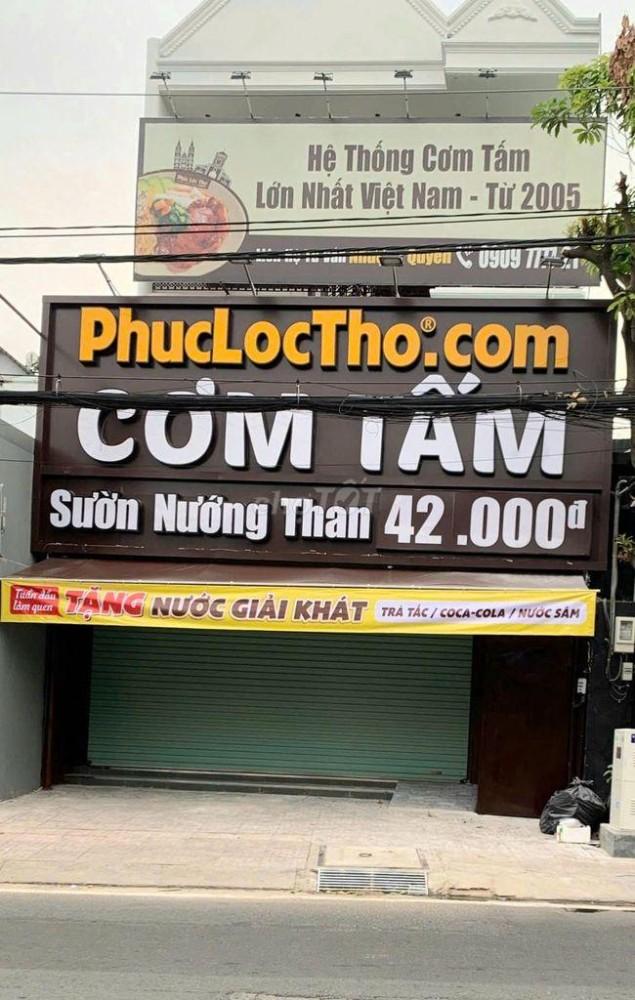 Hệ Thống Cơm Tấm
Lớn Nhất Việt Nam - Từ 2005
Quyền 0909
PhucLocTho.com
®
CƠM TẤM
Sườn Nướng Than 42.000đ
Tuần đầu
làm quen
TẶNG NƯỚC GIẢI KHÁT
TRÀ TẮC / COCA-COLA / NƯỚC SÂM